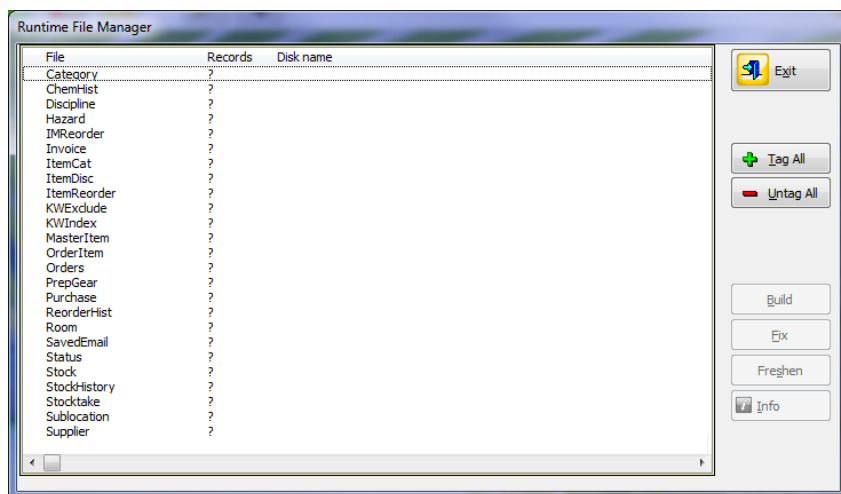 Runtime File Manager
File Records Disk name
Category ?
ChemHist ?
Discipline ?
Hazard ?
IMReorder ?
Invoice ?
ItemCat ?
ItemDisc ?
ItemReorder ?
KWExclude ?
KWIndex ?
MasterItem ?
OrderItem ?
Orders ?
PrepGear ?
Purchase ?
ReorderHist ?
Room ?
SavedEmail ?
Status ?
Stock ?
StockHistory ?
Stocktake ?
Sublocation ?
Supplier ?
Exit
Tag All
Untag All
Build
Fix
Freshen
Info